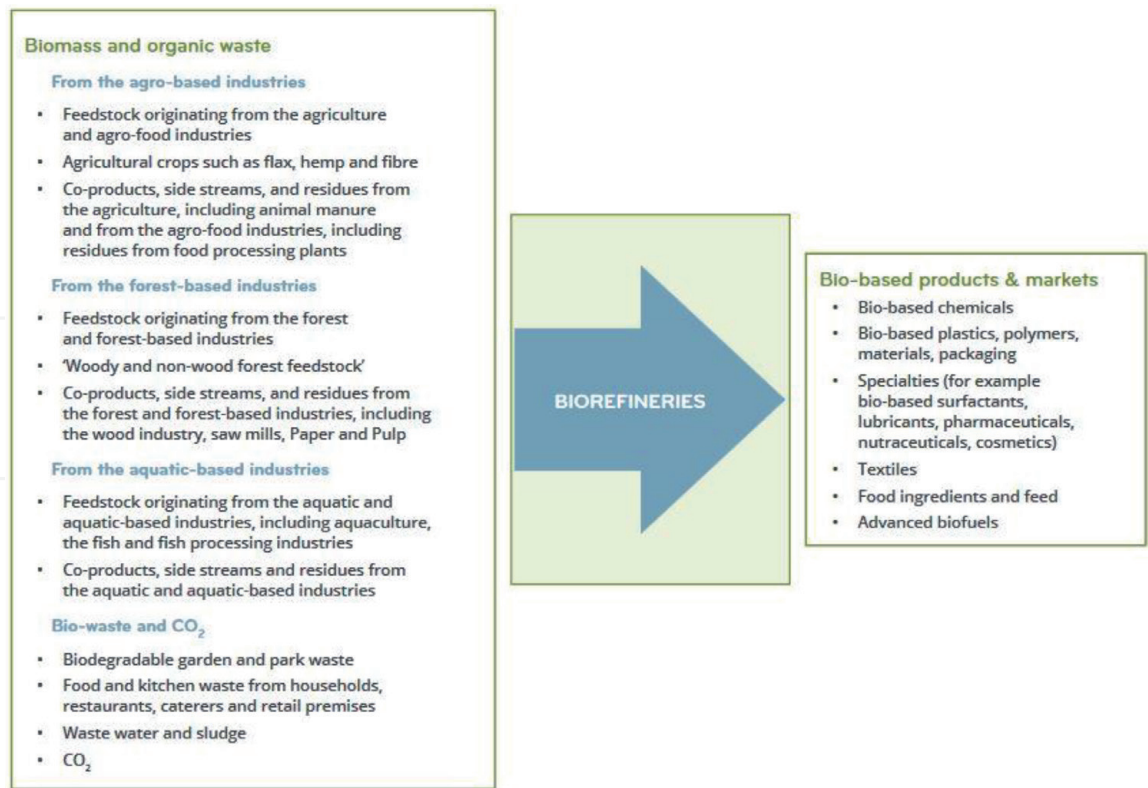 Biomass and organic waste
From the agro-based industries
• Feedstock originating from the agriculture
and agro-food industries
• Agricultural crops such as flax, hemp and fibre
• Co-products, side streams, and residues from
the agriculture, including animal manure
and from the agro-food industries, including
residues from food processing plants
From the forest-based industries
• Feedstock originating from the forest
and forest-based industries
• ‘Woody and non-wood forest feedstock’
• Co-products, side streams, and residues from
the forest and forest-based industries, including
the wood industry, saw mills, Paper and Pulp
From the aquatic-based industries
• Feedstock originating from the aquatic and
aquatic-based industries, including aquaculture,
the fish and fish processing industries
• Co-products, side streams and residues from
the aquatic and aquatic-based industries
Bio-waste and CO₂
• Biodegradable garden and park waste
• Food and kitchen waste from households,
restaurants, caterers and retail premises
• Waste water and sludge
• CO₂
BIOREFINERIES
Bio-based products & markets
• Bio-based chemicals
• Bio-based plastics, polymers,
materials, packaging
• Specialties (for example
bio-based surfactants,
lubricants, pharmaceuticals,
nutraceuticals, cosmetics)
• Textiles
• Food ingredients and feed
• Advanced biofuels